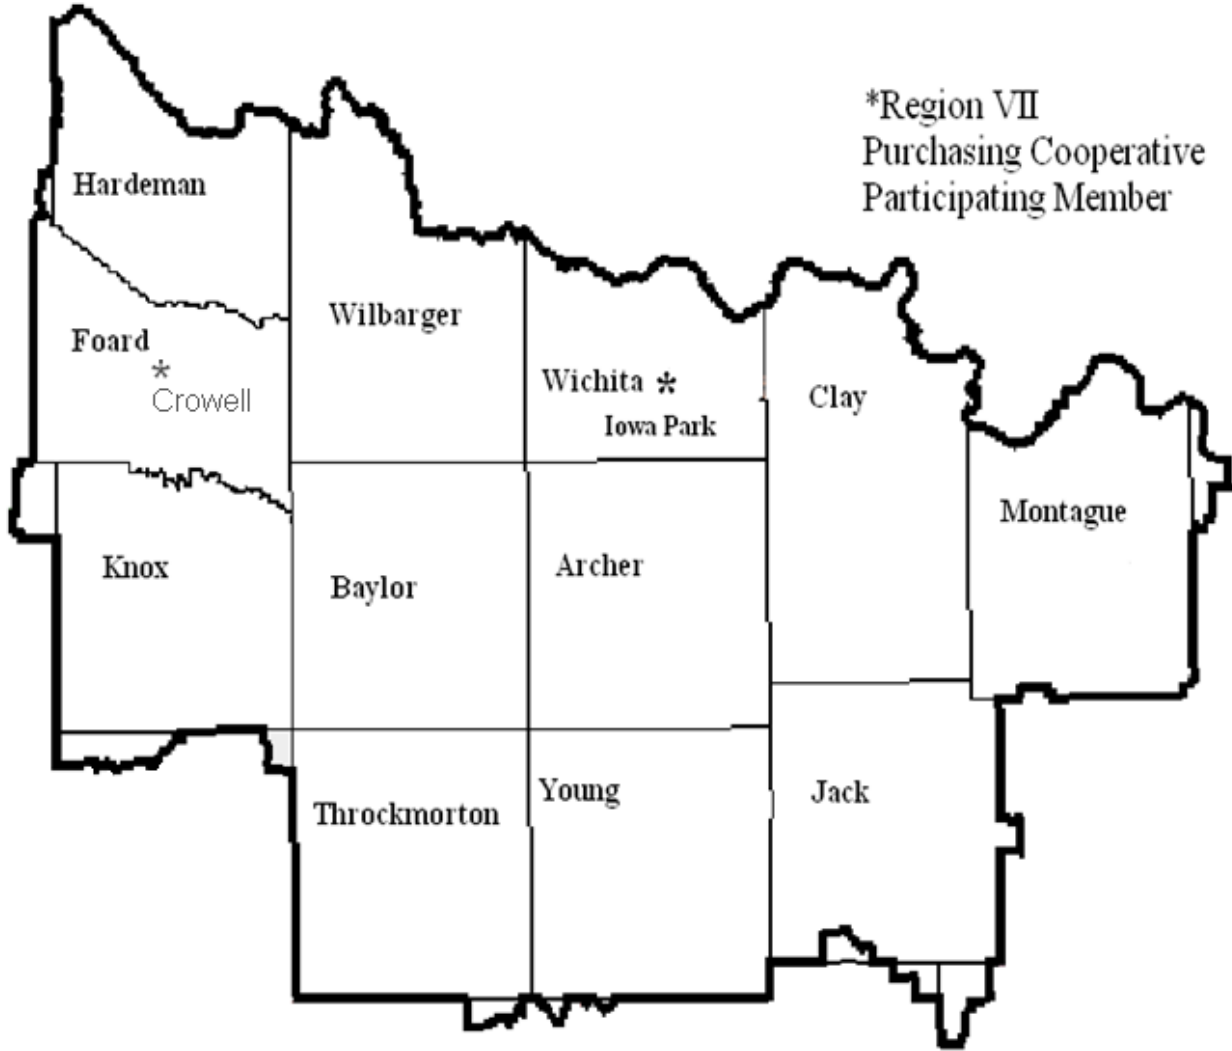 *Region VII
Purchasing Cooperative
Participating Member
Hardeman
Wilbarger
Foard
*
Crowell
Wichita *
Iowa Park
Clay
Montague
Knox
Baylor
Archer
Throckmorton
Young
Jack